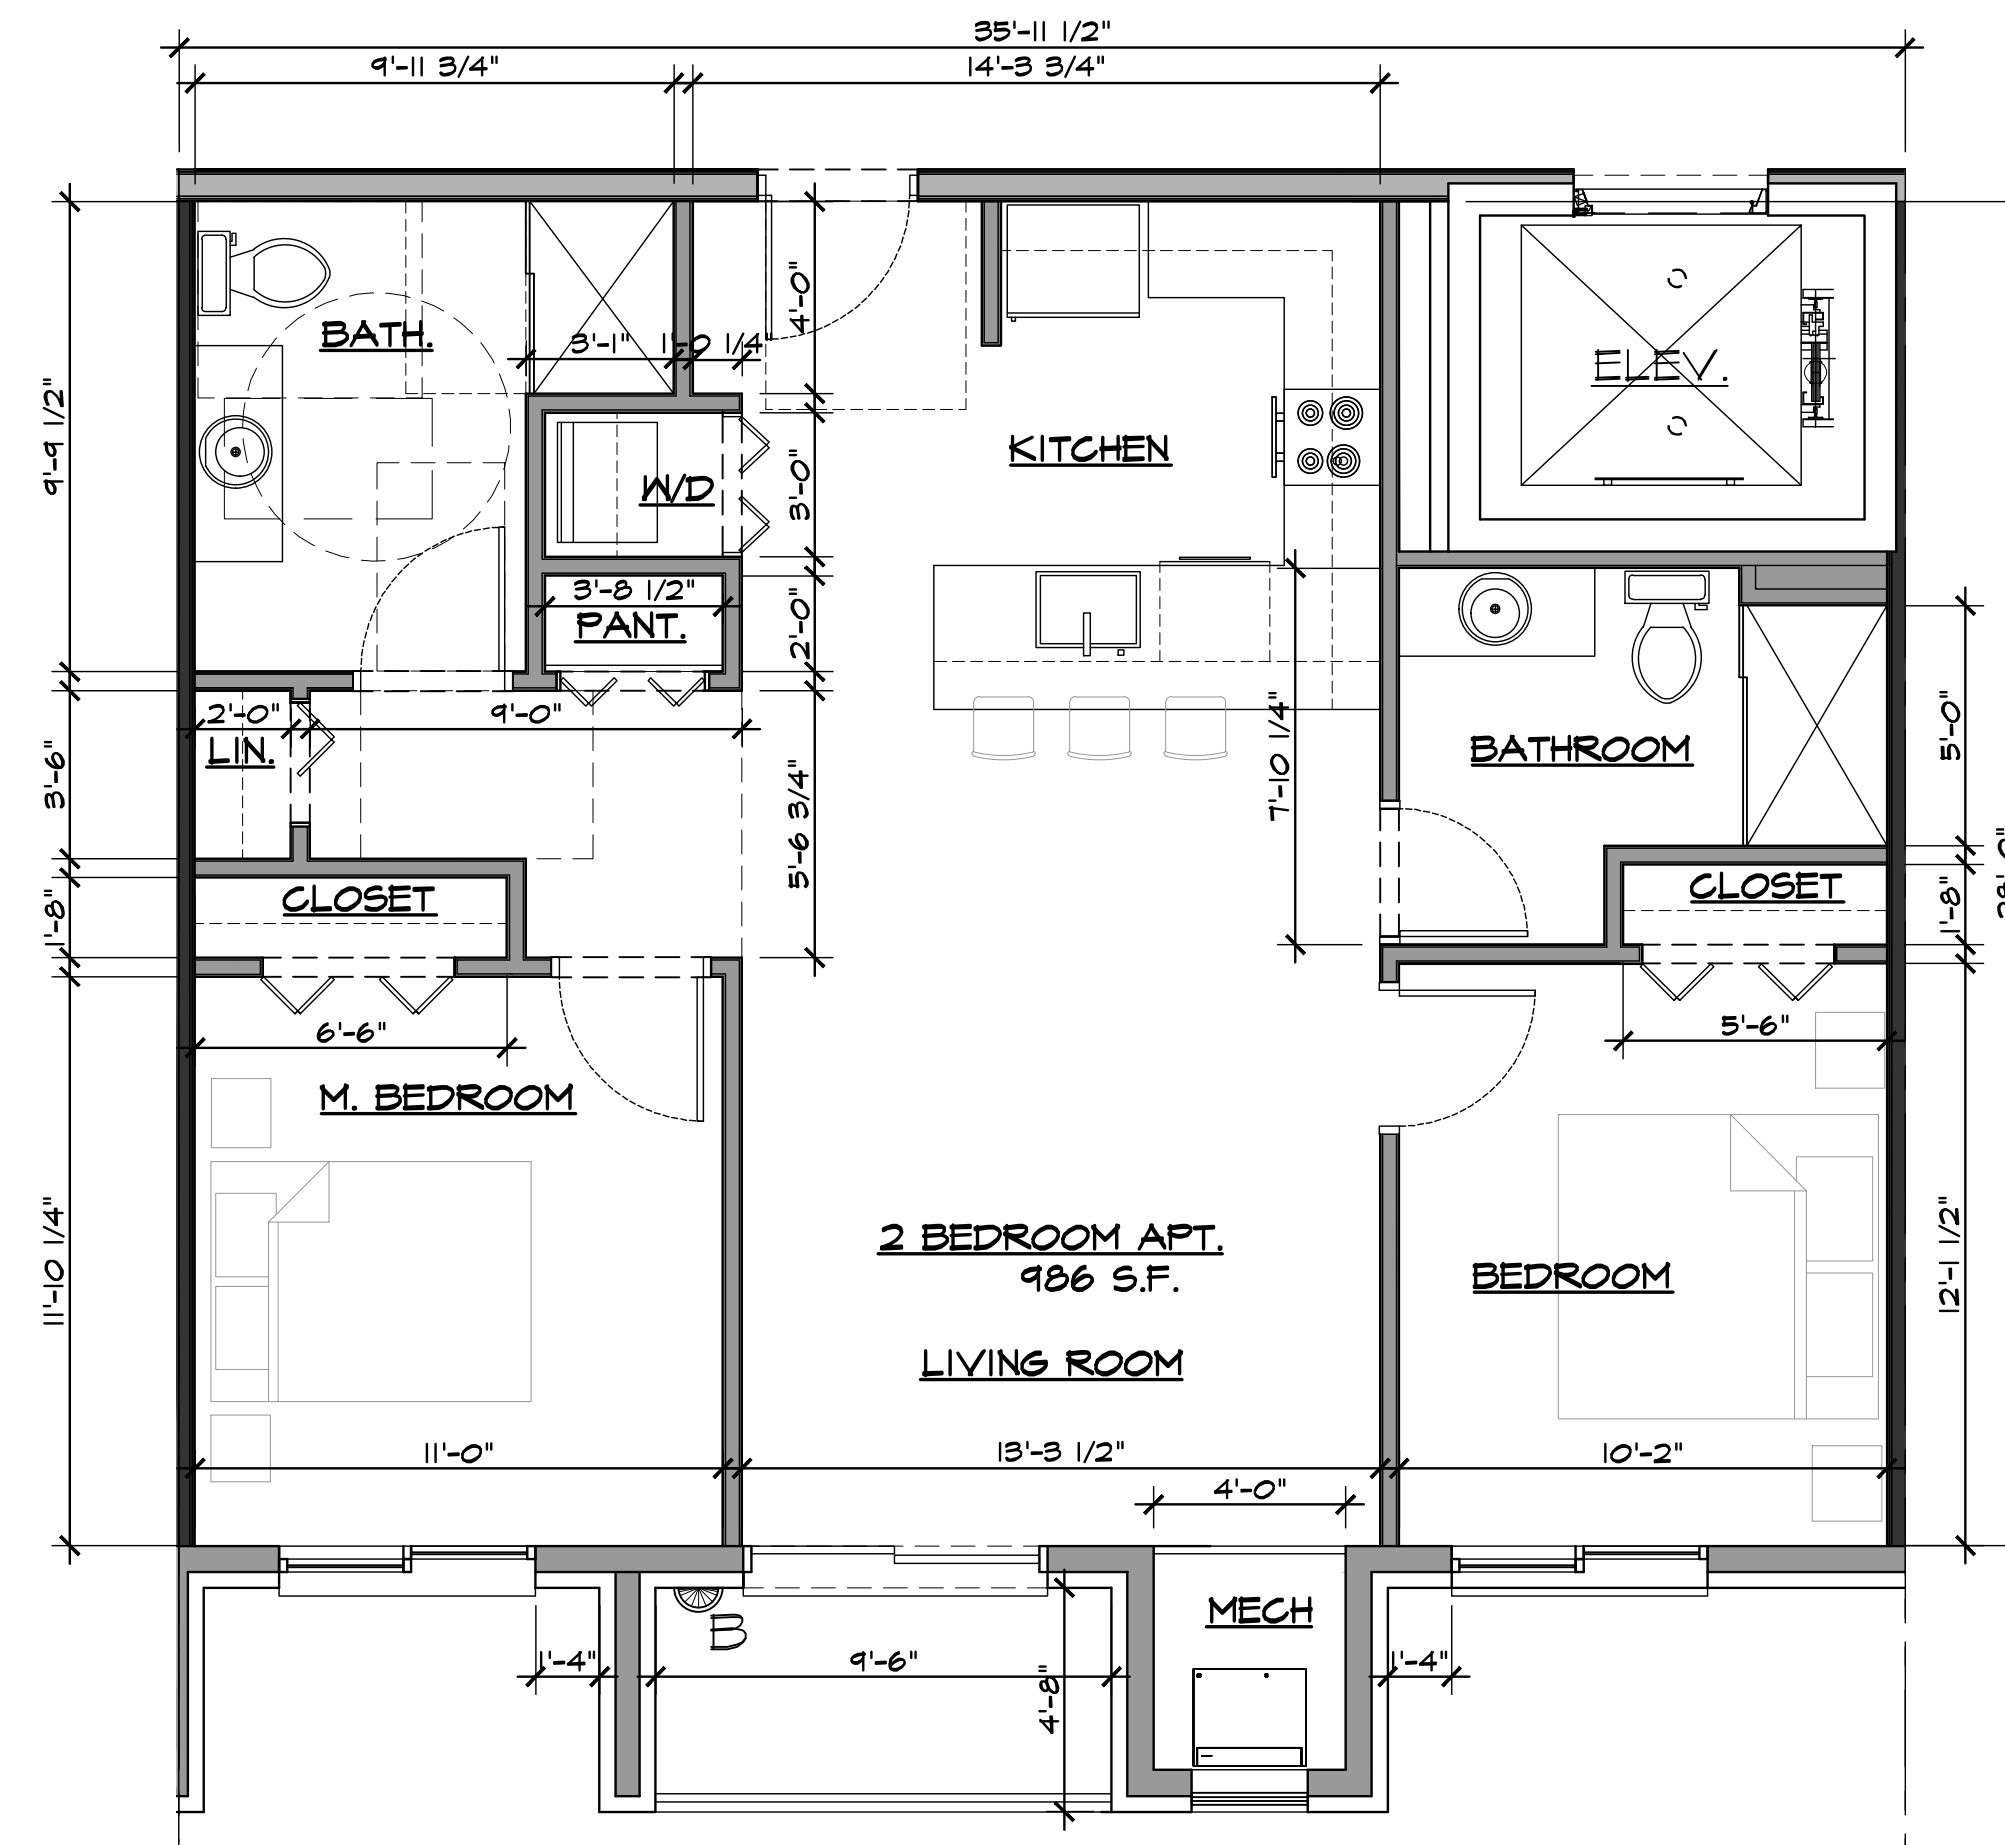 35'-11 1/2"
9'-11 3/4"
14'-3 3/4"
4'-0"
BATH.
3'-1"
ELEV.
9'-9 1/2"
KITCHEN
W/D
3'-0"
3'-8 1/2"
PANT.
2'-0"
2'-0"
9'-0"
LIN.
3'-6"
5'-6 3/4"
7'-10 1/4"
BATHROOM
5'-0"
CLOSET
CLOSET
1'-8"
1'-8"
6'-6"
5'-6"
M. BEDROOM
11'-10 1/4"
2 BEDROOM APT.
986 S.F.
BEDROOM
12'-1 1/2"
LIVING ROOM
11'-0"
13'-3 1/2"
10'-2"
4'-0"
MECH
B
1'-4"
9'-6"
4'-8"
1'-4"